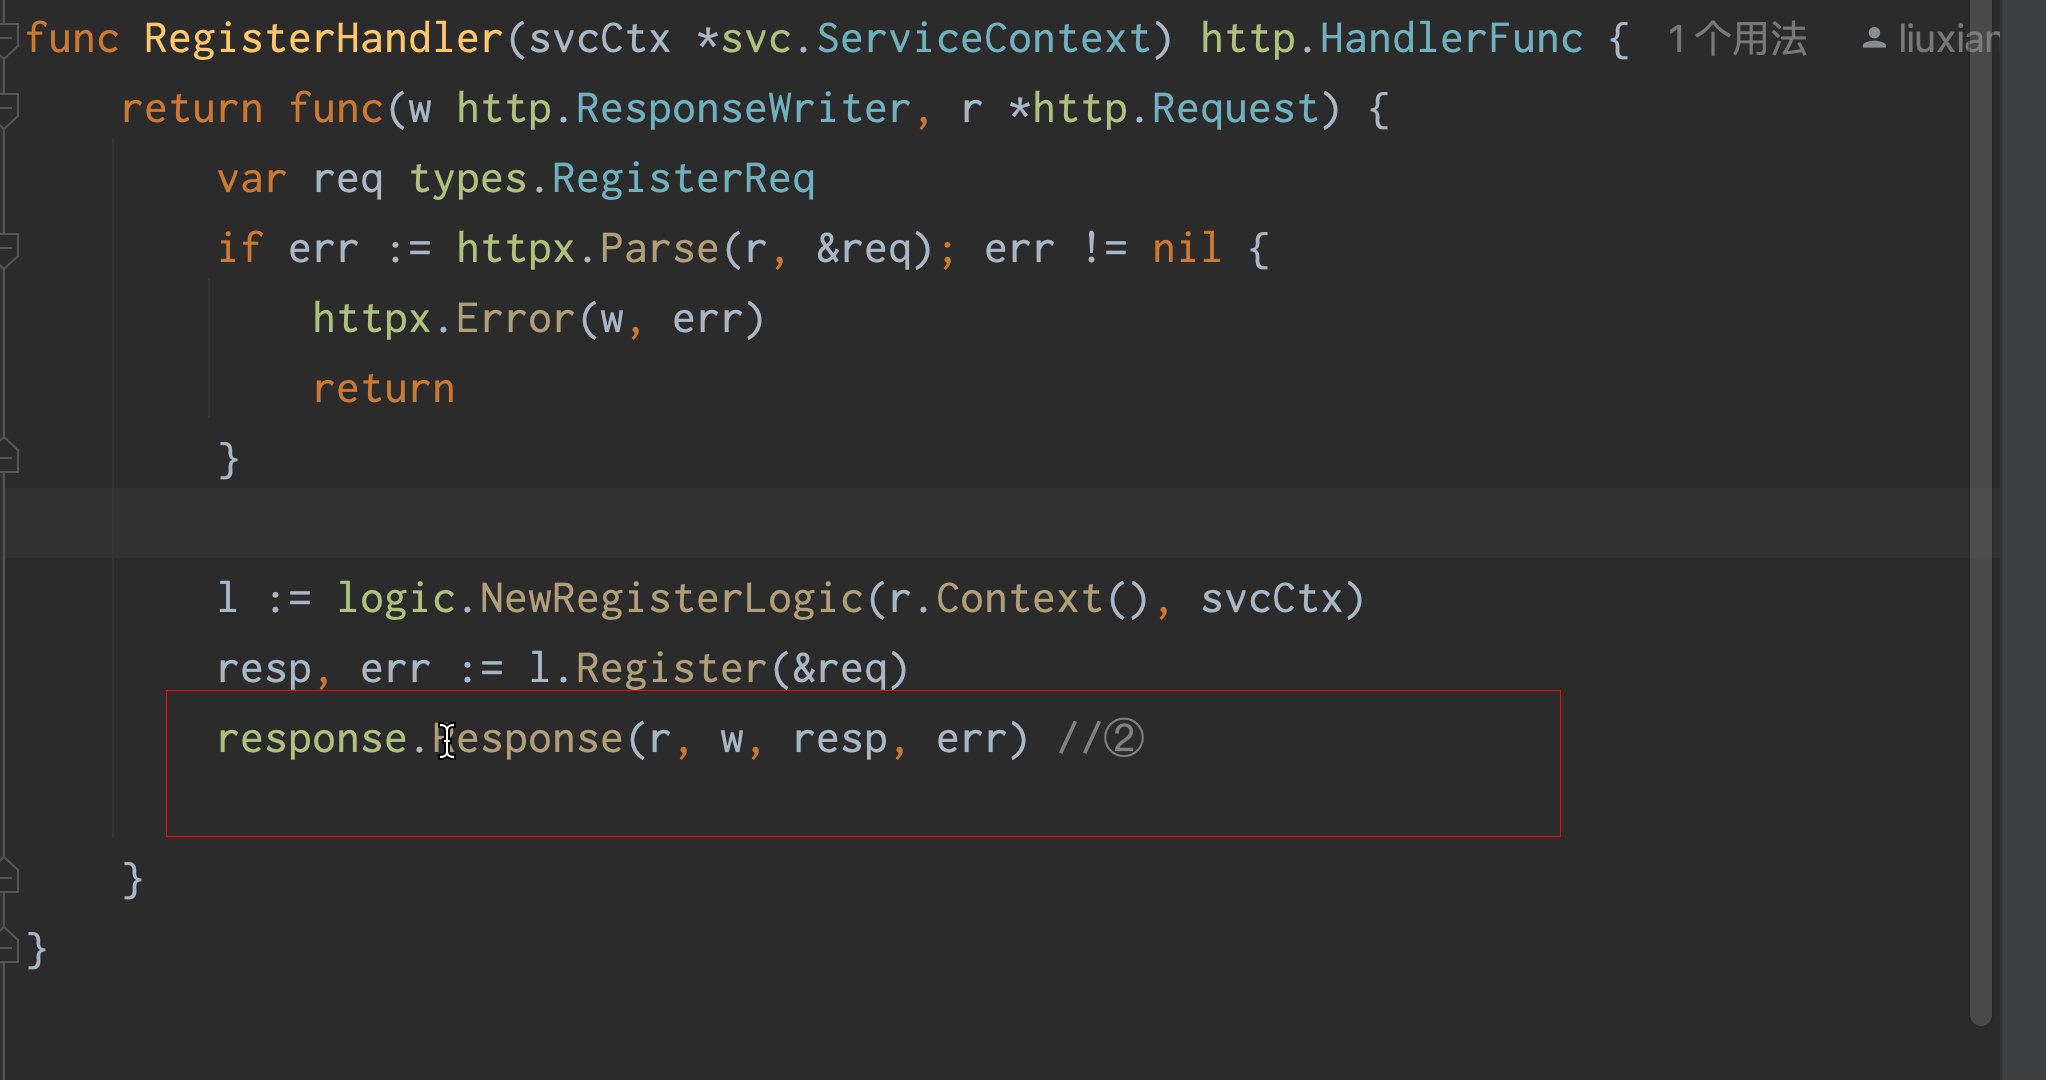 func RegisterHandler(svcCtx *svc.ServiceContext) http.HandlerFunc { 1个用法
return func(w http.ResponseWriter, r *http.Request) {
var req types.RegisterReq
if err := httpx.Parse(r, &req); err != nil {
httpx.Error(w, err)
return
}
l := logic.NewRegisterLogic(r.Context(), svcCtx)
resp, err := l.Register(&req)
response.Response(r, w, resp, err) //②
}
}